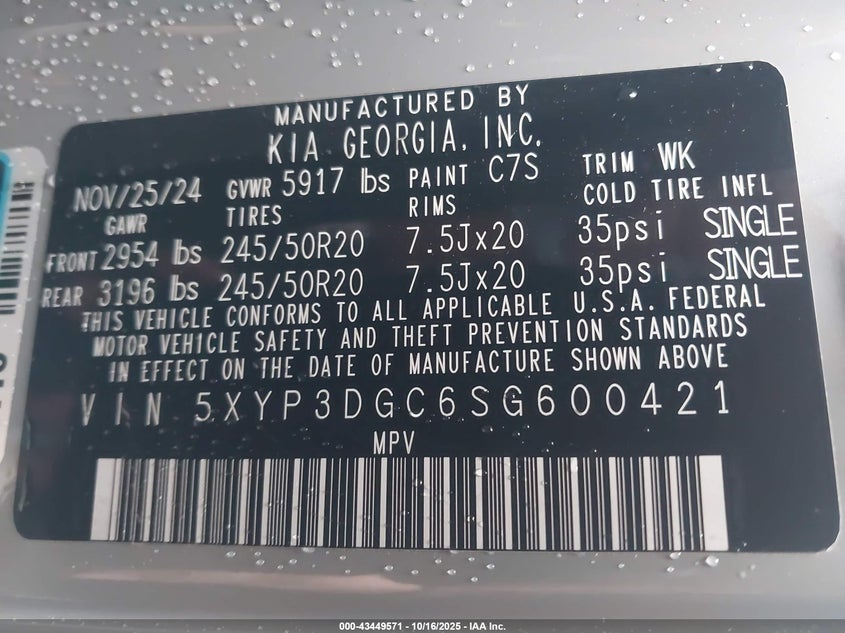 MANUFACTURED BY
KIA GEORGIA, INC.
NOV/25/24 GVWR 5917 lbs PAINT C7S TRIM WK
GAWR TIRES RIMS COLD TIRE INFL
FRONT 2954 lbs 245/50R20 7.5Jx20 35psi SINGLE
REAR 3196 lbs 245/50R20 7.5Jx20 35psi SINGLE
THIS VEHICLE CONFORMS TO ALL APPLICABLE U.S.A. FEDERAL
MOTOR VEHICLE SAFETY AND THEFT PREVENTION STANDARDS
IN EFFECT ON THE DATE OF MANUFACTURE SHOWN ABOVE
VIN 5XYP3DGC6SG600421
MPV
000-43449571 - 10/16/2025 - IAA Inc.